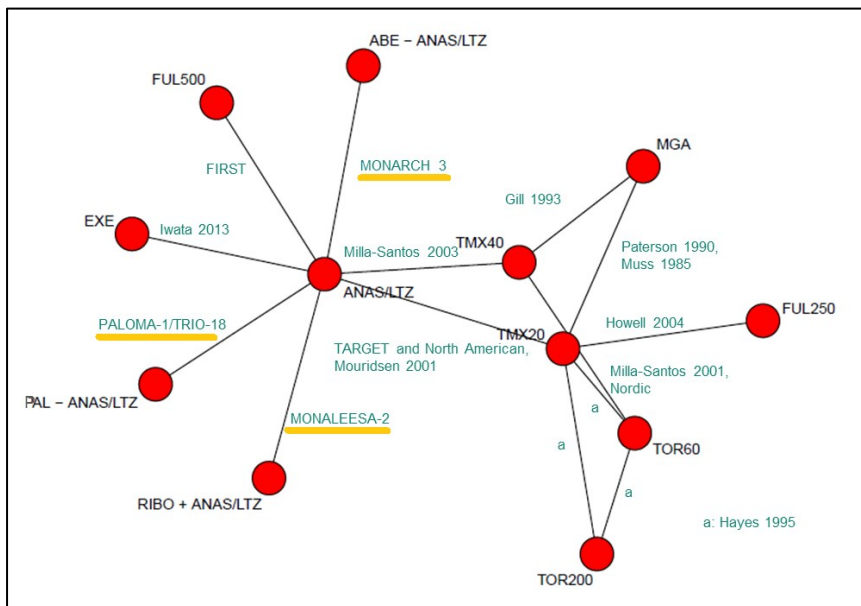 ABE – ANAS/LTZ
FUL500
MGA
FIRST
MONARCH 3
Gill 1993
EXE
Iwata 2013
Milla-Santos 2003
TMX40
Paterson 1990,
Muss 1985
ANAS/LTZ
FUL250
PALOMA-1/TRIO-18
TMX20
Howell 2004
TARGET and North American,
Mouridsen 2001
Milla-Santos 2001,
Nordic
PAL – ANAS/LTZ
a
MONALEESA-2
TOR60
a
a
RIBO + ANAS/LTZ
a: Hayes 1995
TOR200